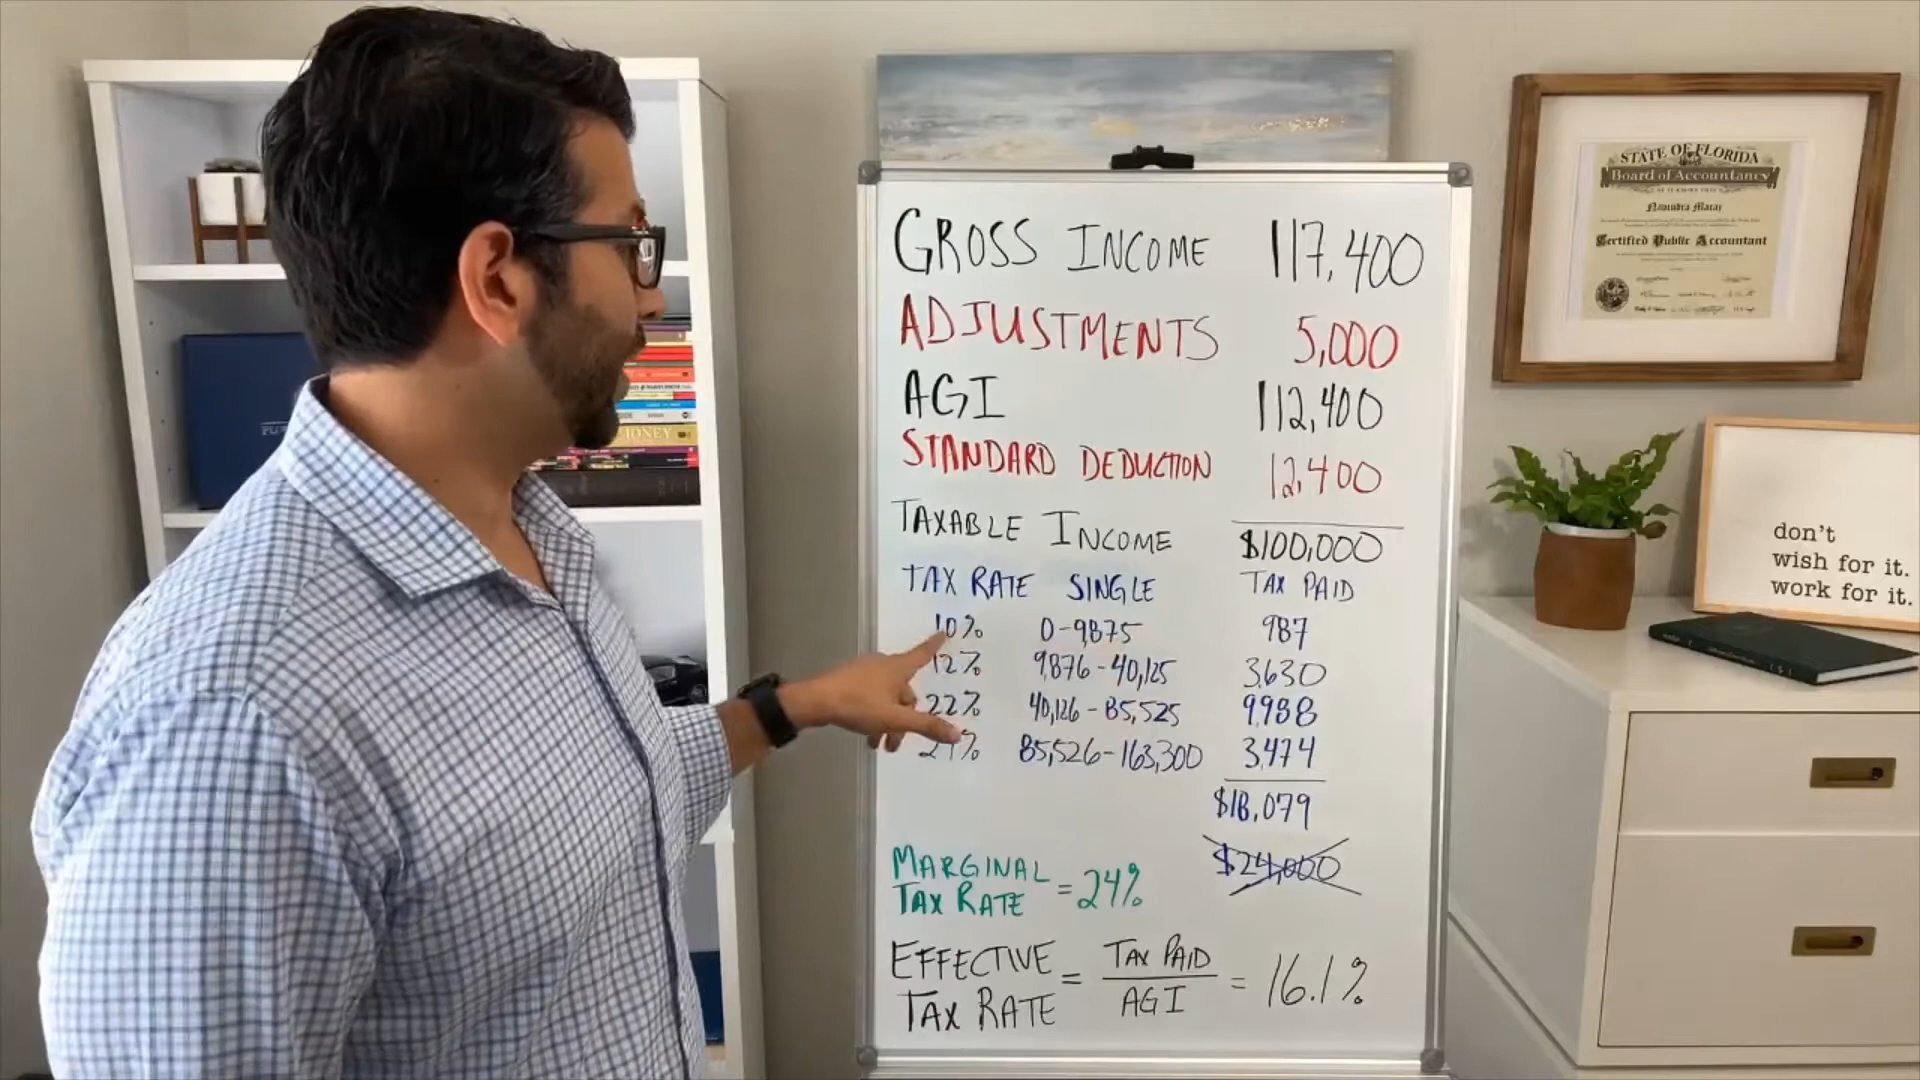 GROSS INCOME 117,400
ADJUSTMENTS 5,000
AGI 112,400
STANDARD DEDUCTION 12,400
TAXABLE INCOME $100,000
TAX RATE SINGLE TAX PAID
10% 0-9875 987
12% 9,876-40,125 3,630
22% 40,126-85,525 9,988
24% 85,526-163,300 3,474
$18,079
$24,000
MARGINAL
TAX RATE = 24%
EFFECTIVE
TAX RATE = TAX PAID
AGI = 16.1%
STATE OF FLORIDA
Board of Accountancy
Certified Public Accountant
don't
wish for it.
work for it.
MONEY